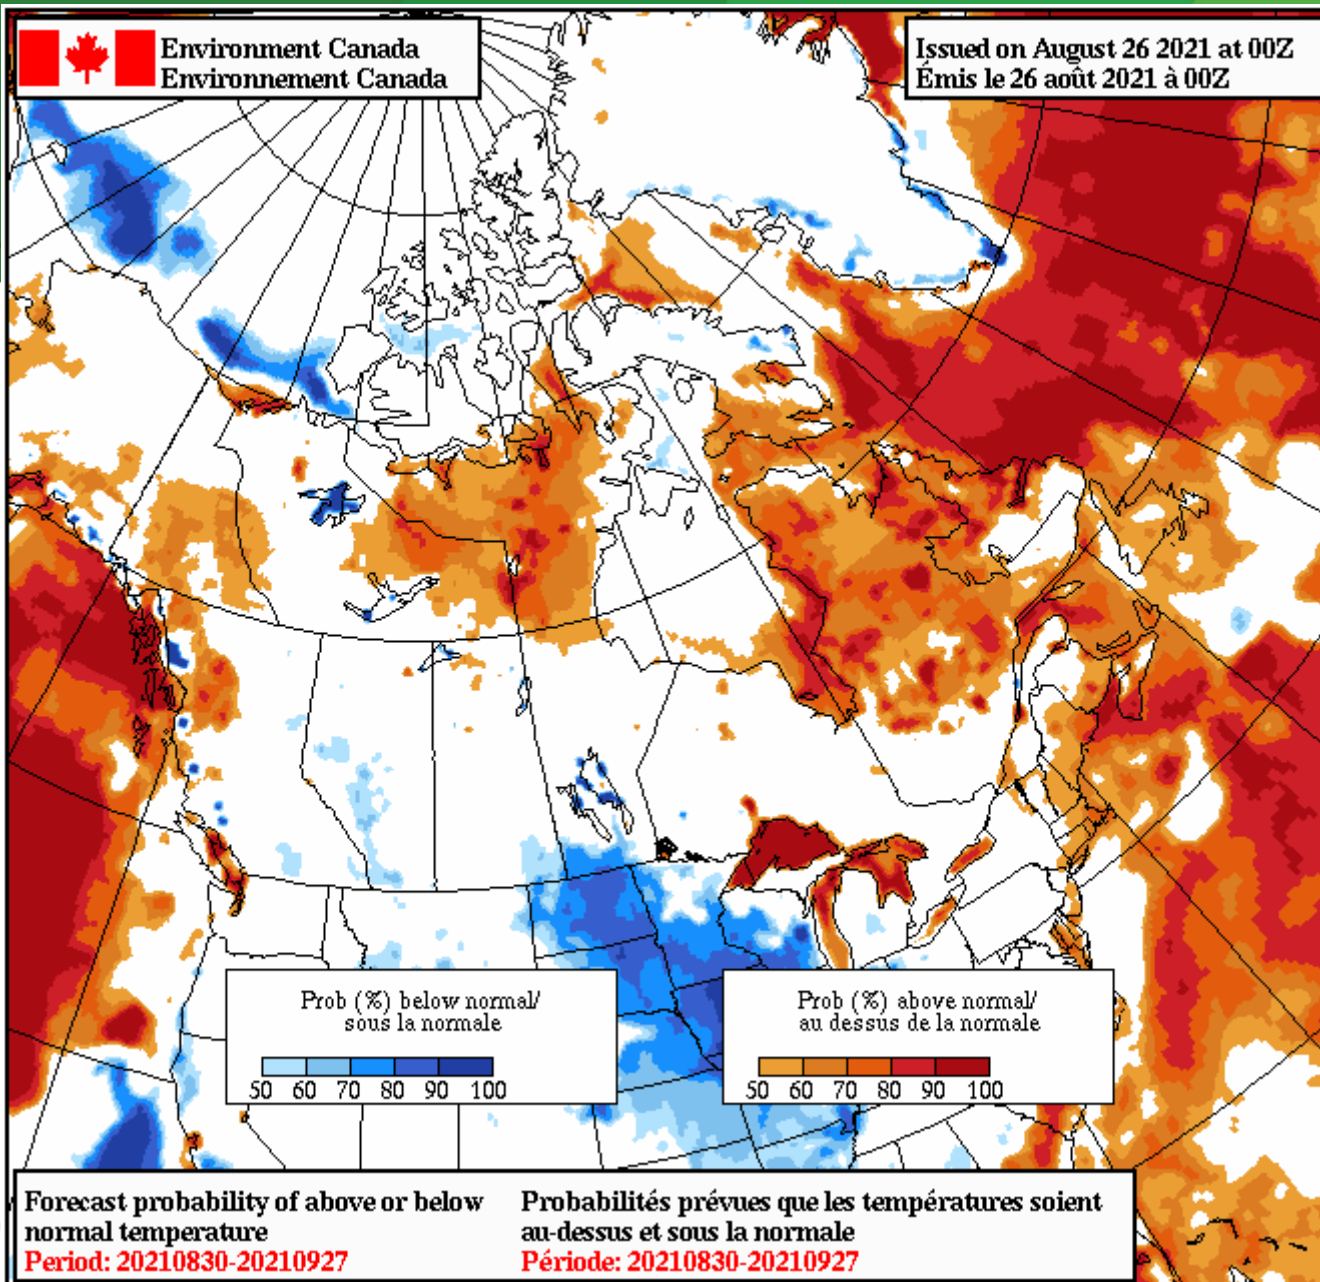 Environment Canada
Environnement Canada
Issued on August 26 2021 at 00Z
Émis le 26 août 2021 à 00Z
Prob (%) below normal/
sous la normale
50 60 70 80 90 100
Prob (%) above normal/
au dessus de la normale
50 60 70 80 90 100
Forecast probability of above or below
normal temperature
Period: 20210830-20210927
Probabilités prévues que les températures soient
au-dessus et sous la normale
Période: 20210830-20210927